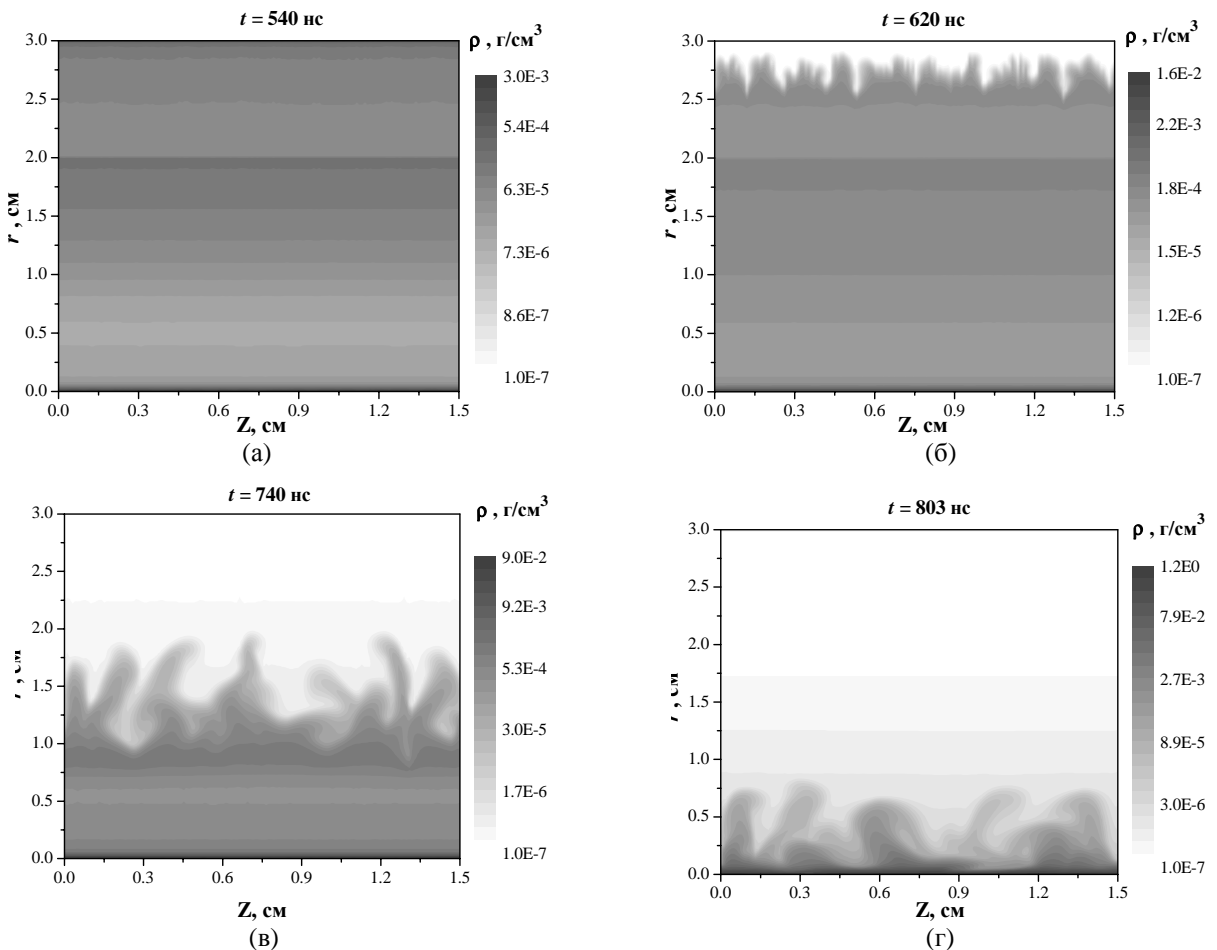 t = 540 нс
ρ , г/см³
3.0
2.5
2.0
1.5
1.0
0.5
0.0
r , см
0.0 0.3 0.6 0.9 1.2 1.5
Z, см
3.0E-3
5.4E-4
6.3E-5
7.3E-6
8.6E-7
1.0E-7
(а)
t = 620 нс
ρ , г/см³
3.0
2.5
2.0
1.5
1.0
0.5
0.0
r , см
0.0 0.3 0.6 0.9 1.2 1.5
Z, см
1.6E-2
2.2E-3
1.8E-4
1.5E-5
1.2E-6
1.0E-7
(б)
t = 740 нс
ρ , г/см³
3.0
2.5
2.0
1.5
1.0
0.5
0.0
r , см
0.0 0.3 0.6 0.9 1.2 1.5
Z, см
9.0E-2
9.2E-3
5.3E-4
3.0E-5
1.7E-6
1.0E-7
(в)
t = 803 нс
ρ , г/см³
3.0
2.5
2.0
1.5
1.0
0.5
0.0
r , см
0.0 0.3 0.6 0.9 1.2 1.5
Z, см
1.2E0
7.9E-2
2.7E-3
8.9E-5
3.0E-6
1.0E-7
(г)